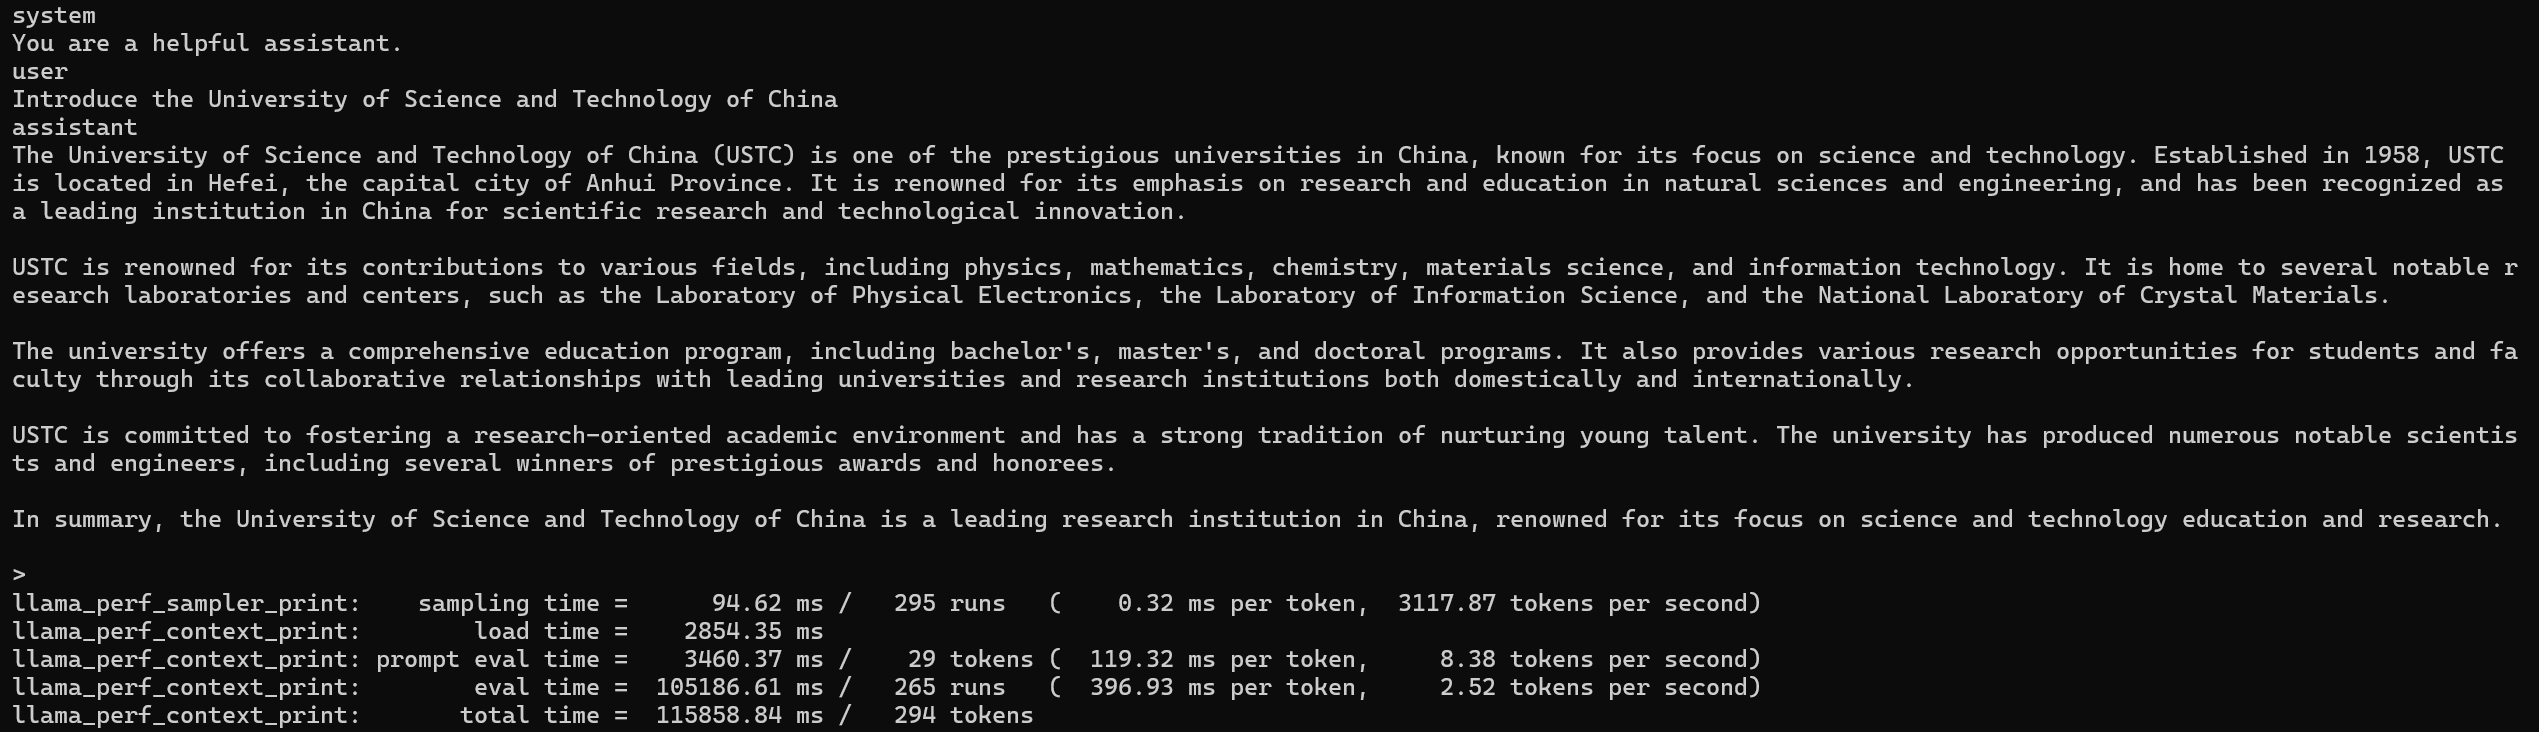 system
You are a helpful assistant.
user
Introduce the University of Science and Technology of China
assistant
The University of Science and Technology of China (USTC) is one of the prestigious universities in China, known for its focus on science and technology. Established in 1958, USTC
is located in Hefei, the capital city of Anhui Province. It is renowned for its emphasis on research and education in natural sciences and engineering, and has been recognized as
a leading institution in China for scientific research and technological innovation.
USTC is renowned for its contributions to various fields, including physics, mathematics, chemistry, materials science, and information technology. It is home to several notable r
esearch laboratories and centers, such as the Laboratory of Physical Electronics, the Laboratory of Information Science, and the National Laboratory of Crystal Materials.
The university offers a comprehensive education program, including bachelor's, master's, and doctoral programs. It also provides various research opportunities for students and fa
culty through its collaborative relationships with leading universities and research institutions both domestically and internationally.
USTC is committed to fostering a research-oriented academic environment and has a strong tradition of nurturing young talent. The university has produced numerous notable scientis
ts and engineers, including several winners of prestigious awards and honorees.
In summary, the University of Science and Technology of China is a leading research institution in China, renowned for its focus on science and technology education and research.
>
llama_perf_sampler_print:    sampling time =      94.62 ms /   295 runs   (    0.32 ms per token,  3117.87 tokens per second)
llama_perf_context_print:        load time =    2854.35 ms
llama_perf_context_print: prompt eval time =    3460.37 ms /    29 tokens (  119.32 ms per token,     8.38 tokens per second)
llama_perf_context_print:        eval time =  105186.61 ms /   265 runs   (  396.93 ms per token,     2.52 tokens per second)
llama_perf_context_print:       total time =  115858.84 ms /   294 tokens